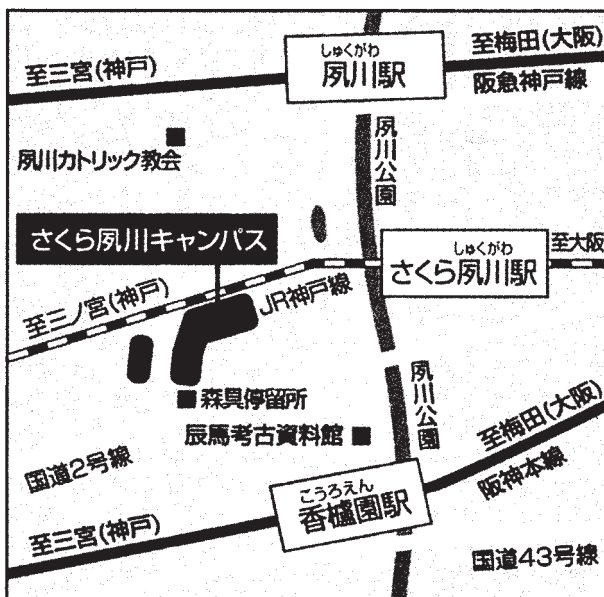 至三宮(神戸)
しゅくがわ
夙川駅
至梅田(大阪)
阪急神戸線
夙川公園
夙川カトリック教会
さくら夙川キャンパス
至大阪
しゅくがわ
さくら夙川駅
至三ノ宮(神戸)
JR神戸線
森具停留所
夙川公園
辰馬考古資料館
至梅田(大阪)
阪神本線
国道2号線
こうろえん
香櫨園駅
至三宮(神戸)
国道43号線